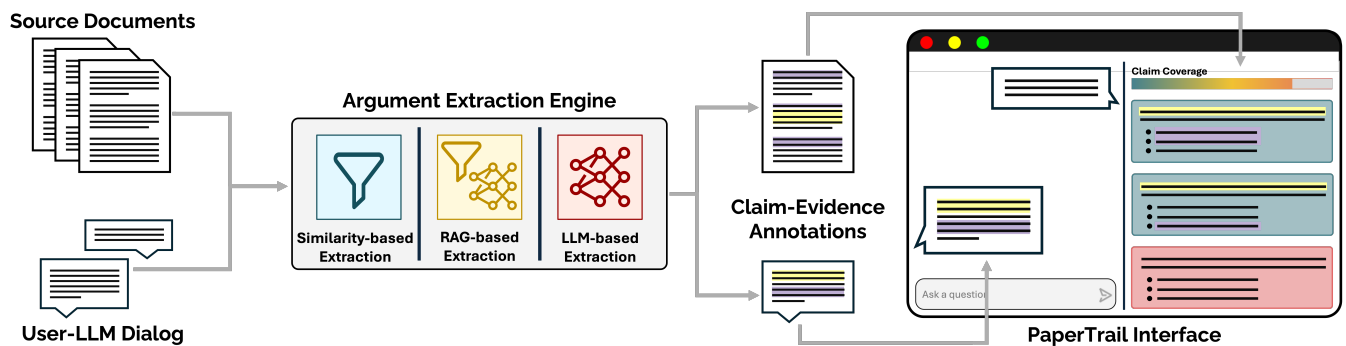 Source Documents
User-LLM Dialog
Argument Extraction Engine
Similarity-based
Extraction
RAG-based
Extraction
LLM-based
Extraction
Claim-Evidence
Annotations
Claim Coverage
Ask a question
PaperTrail Interface